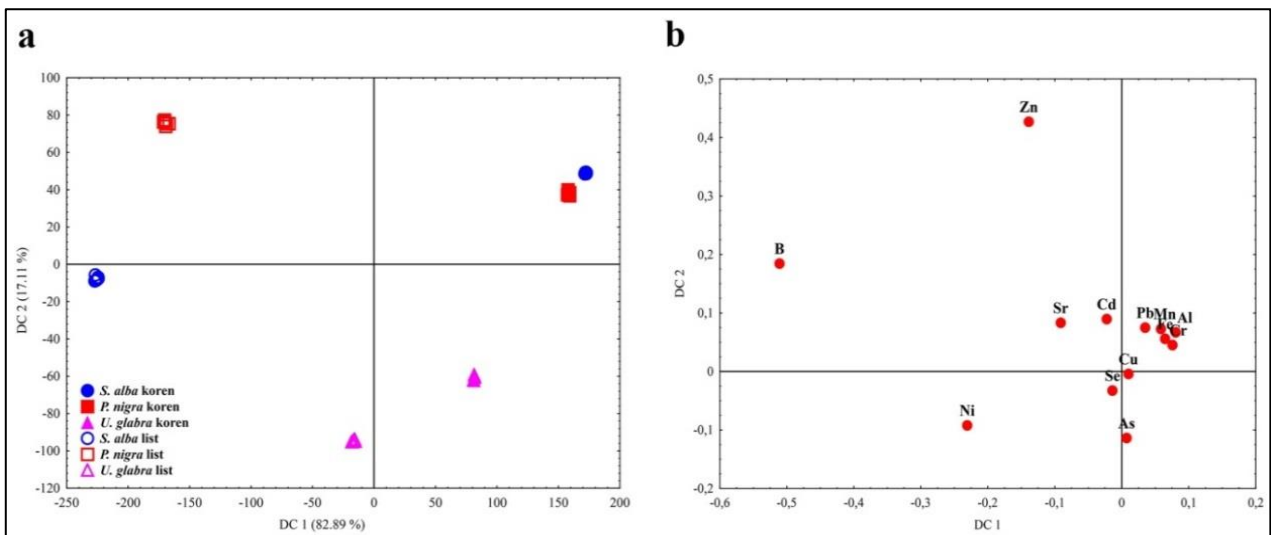 a
100
80
60
40
20
0
-20
-40
-60
-80
-100
-120
DC 2 (17.11 %)
S. alba koren
P. nigra koren
U. glabra koren
S. alba list
P. nigra list
U. glabra list
-250 -200 -150 -100 -50 0 50 100 150 200
DC 1 (82.89 %)
b
0,5
0,4
0,3
0,2
0,1
0
-0,1
-0,2
DC 2
Zn
B
Sr Cd Pb Mn Al
Fe Cr
Cu
Se
Ni As
-0,6 -0,5 -0,4 -0,3 -0,2 -0,1 0 0,1 0,2
DC 1